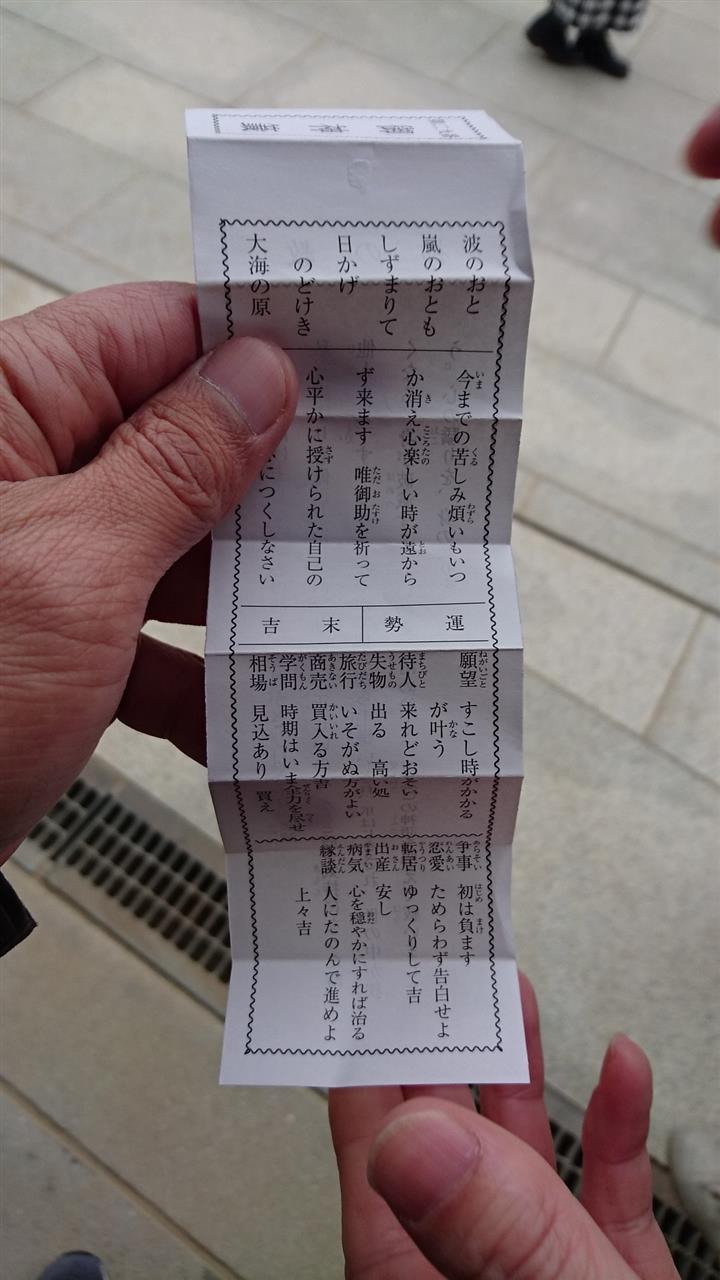 波のおと
嵐のおとも
しずまりて
日かげ
のどけき
大海の原
今までの苦しみ煩いもいつ
か消え心楽しい時が遠から
ず来ます 唯御助を祈って
心平かに授けられた自己の
につくしなさい
運勢 末吉
願望 すこし時がかかる
が叶う
待人 来れどおそい
失物 出る 高い処
旅行 いそがぬ方がよい
商売 買入る方吉
学問 時期はいま全力を尽せ
相場 見込あり 買え
争事 初は負ます
恋愛 ためらわず告白せよ
転居 ゆっくりして吉
出産 安し
病気 心を穏やかにすれば治る
縁談 人にたのんで進めよ
上々吉